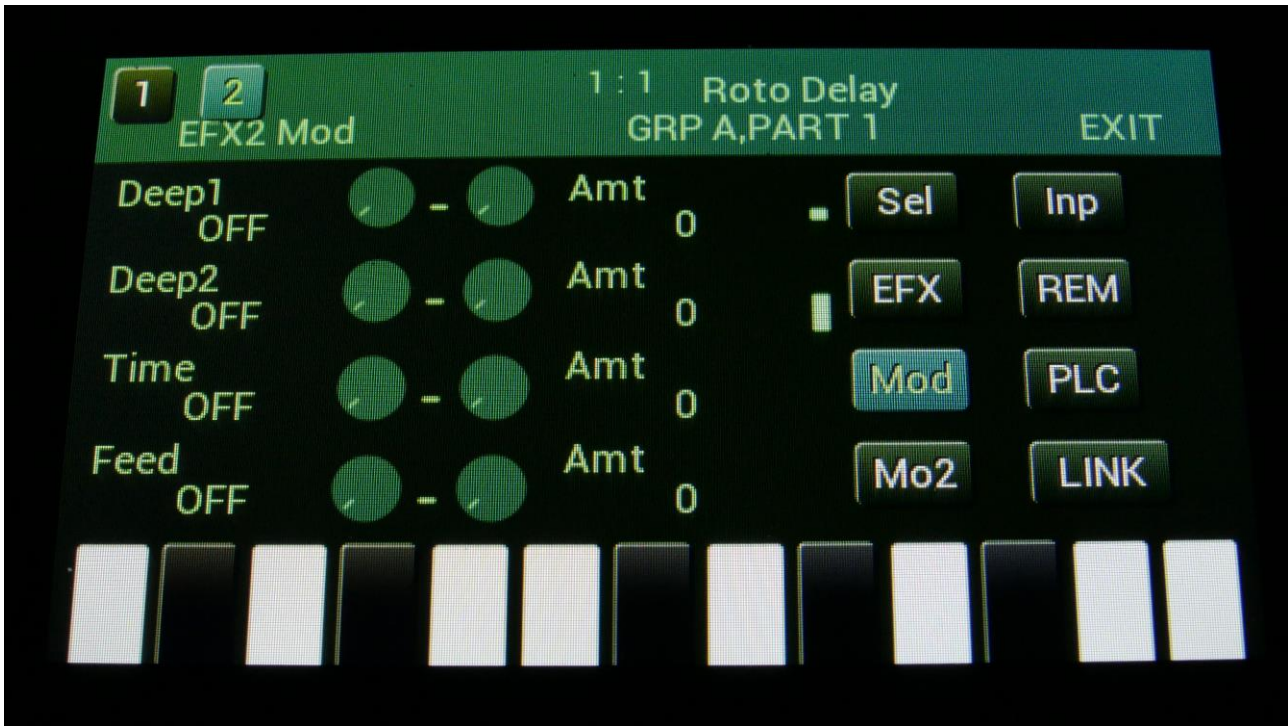 1 2 1 : 1 Roto Delay
EFX2 Mod GRP A,PART 1 EXIT
Deep1 Amt Sel Inp
OFF 0
Deep2 Amt EFX REM
OFF 0
Time Amt Mod PLC
OFF 0
Feed Amt Mo2 LINK
OFF 0